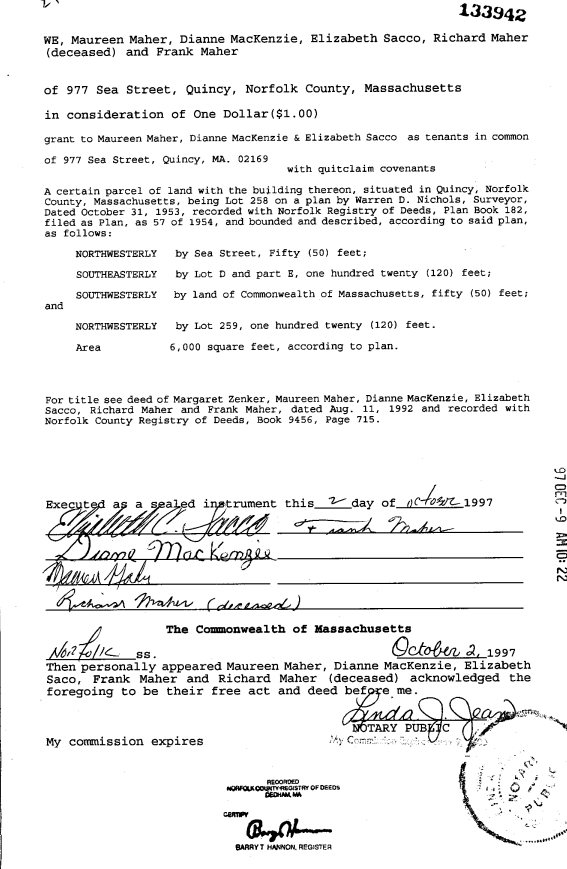 133942
WE, Maureen Maher, Dianne MacKenzie, Elizabeth Sacco, Richard Maher
(deceased) and Frank Maher
of 977 Sea Street, Quincy, Norfolk County, Massachusetts
in consideration of One Dollar($1.00)
grant to Maureen Maher, Dianne MacKenzie & Elizabeth Sacco as tenants in common
of 977 Sea Street, Quincy, MA. 02169
with quitclaim covenants
A certain parcel of land with the building thereon, situated in Quincy, Norfolk
County, Massachusetts, being Lot 258 on a plan by Warren D. Nichols, Surveyor,
Dated October 31, 1953, recorded with Norfolk Registry of Deeds, Plan Book 182,
filed as Plan, as 57 of 1954, and bounded and described, according to said plan,
as follows:
NORTHWESTERLY by Sea Street, Fifty (50) feet;
SOUTHEASTERLY by Lot D and part E, one hundred twenty (120) feet;
SOUTHWESTERLY by land of Commonwealth of Massachusetts, fifty (50) feet;
and
NORTHWESTERLY by Lot 259, one hundred twenty (120) feet.
Area 6,000 square feet, according to plan.
For title see deed of Margaret Zenker, Maureen Maher, Dianne MacKenzie, Elizabeth
Sacco, Richard Maher and Frank Maher, dated Aug. 11, 1992 and recorded with
Norfolk County Registry of Deeds, Book 9456, Page 715.
97 DEC -9 AM 10: 22
Executed as a sealed instrument this 2 day of october 1997
Elizabeth C. Sacco Frank Maher
Diane MacKenzie
Maureen Maher
Richard Maher (deceased)
The Commonwealth of Massachusetts
Norfolk ss. October 2, 1997
Then personally appeared Maureen Maher, Dianne MacKenzie, Elizabeth
Saco, Frank Maher and Richard Maher (deceased) acknowledged the
foregoing to be their free act and deed before me.
Linda J. Jean
NOTARY PUBLIC
My commission expires
NOTARY
PUBLIC
RECORDED
NORFOLK COUNTY REGISTRY OF DEEDS
DEDHAM, MA
CERTIFY
BARRY T HANNON, REGISTER